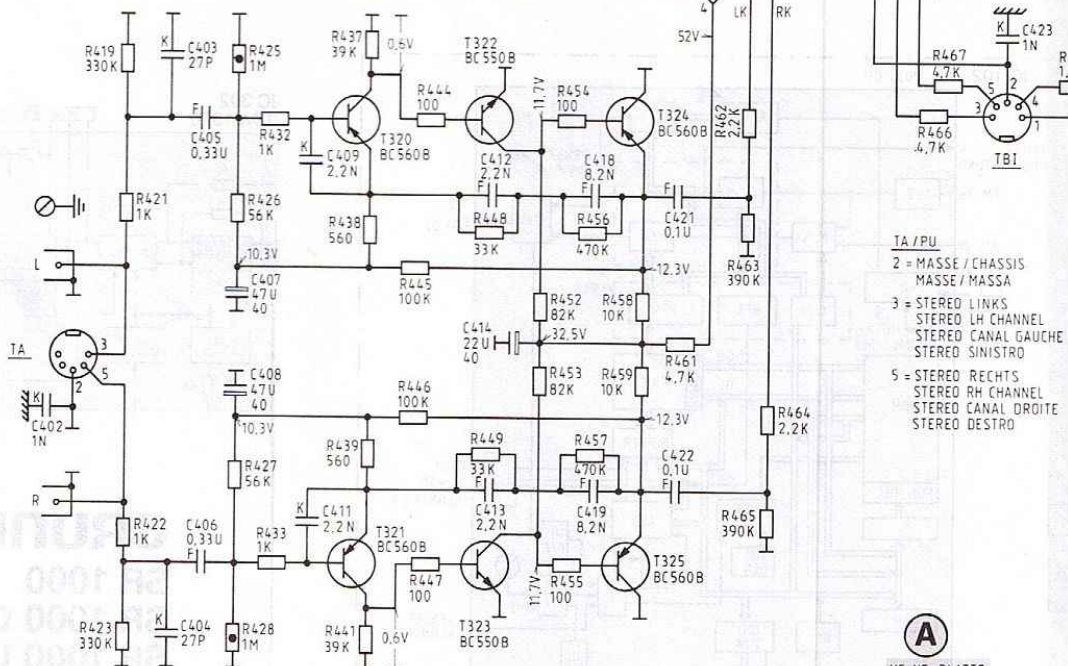 R419
330K
K
C403
27P
R425
1M
R437
39K
0,6V
T322
BC550B
4
52V
LK
RK
K
C423
1N
R467
4,7K
5
2
4
3
1
R466
4,7K
TBI
F
C405
0,33U
R432
1K
K
C409
2,2N
T320
BC560B
R444
100
11,7V
R454
100
T324
BC560B
R462
2,2K
C412
2,2N
F
R448
33K
C418
8,2N
F
R456
470K
F
C421
0,1U
R463
390K
R421
1K
R426
56K
R438
560
10,3V
R445
100K
12,3V
L
C407
47U
40
R452
82K
R458
10K
C414
22U
40
32,5V
R461
4,7K
R453
82K
R459
10K
TA
3
5
2
K
C402
1N
C408
47U
40
R446
100K
10,3V
12,3V
R439
560
R427
56K
R449
33K
F
C413
2,2N
R457
470K
F
C419
8,2N
C422
0,1U
F
R464
2,2K
R465
390K
R
R422
1K
C406
0,33U
F
R433
1K
K
C411
2,2N
T321
BC560B
R447
100
11,7V
R455
100
T325
BC560B
R423
330K
K
C404
27P
R428
1M
R441
39K
0,6V
T323
BC550B
TA/PU
2 = MASSE/CHASSIS
MASSE/MASSA
3 = STEREO LINKS
STEREO LH CHANNEL
STEREO CANAL GAUCHE
STEREO SINISTRO
5 = STEREO RECHTS
STEREO RH CHANNEL
STEREO CANAL DROITE
STEREO DESTRO
A